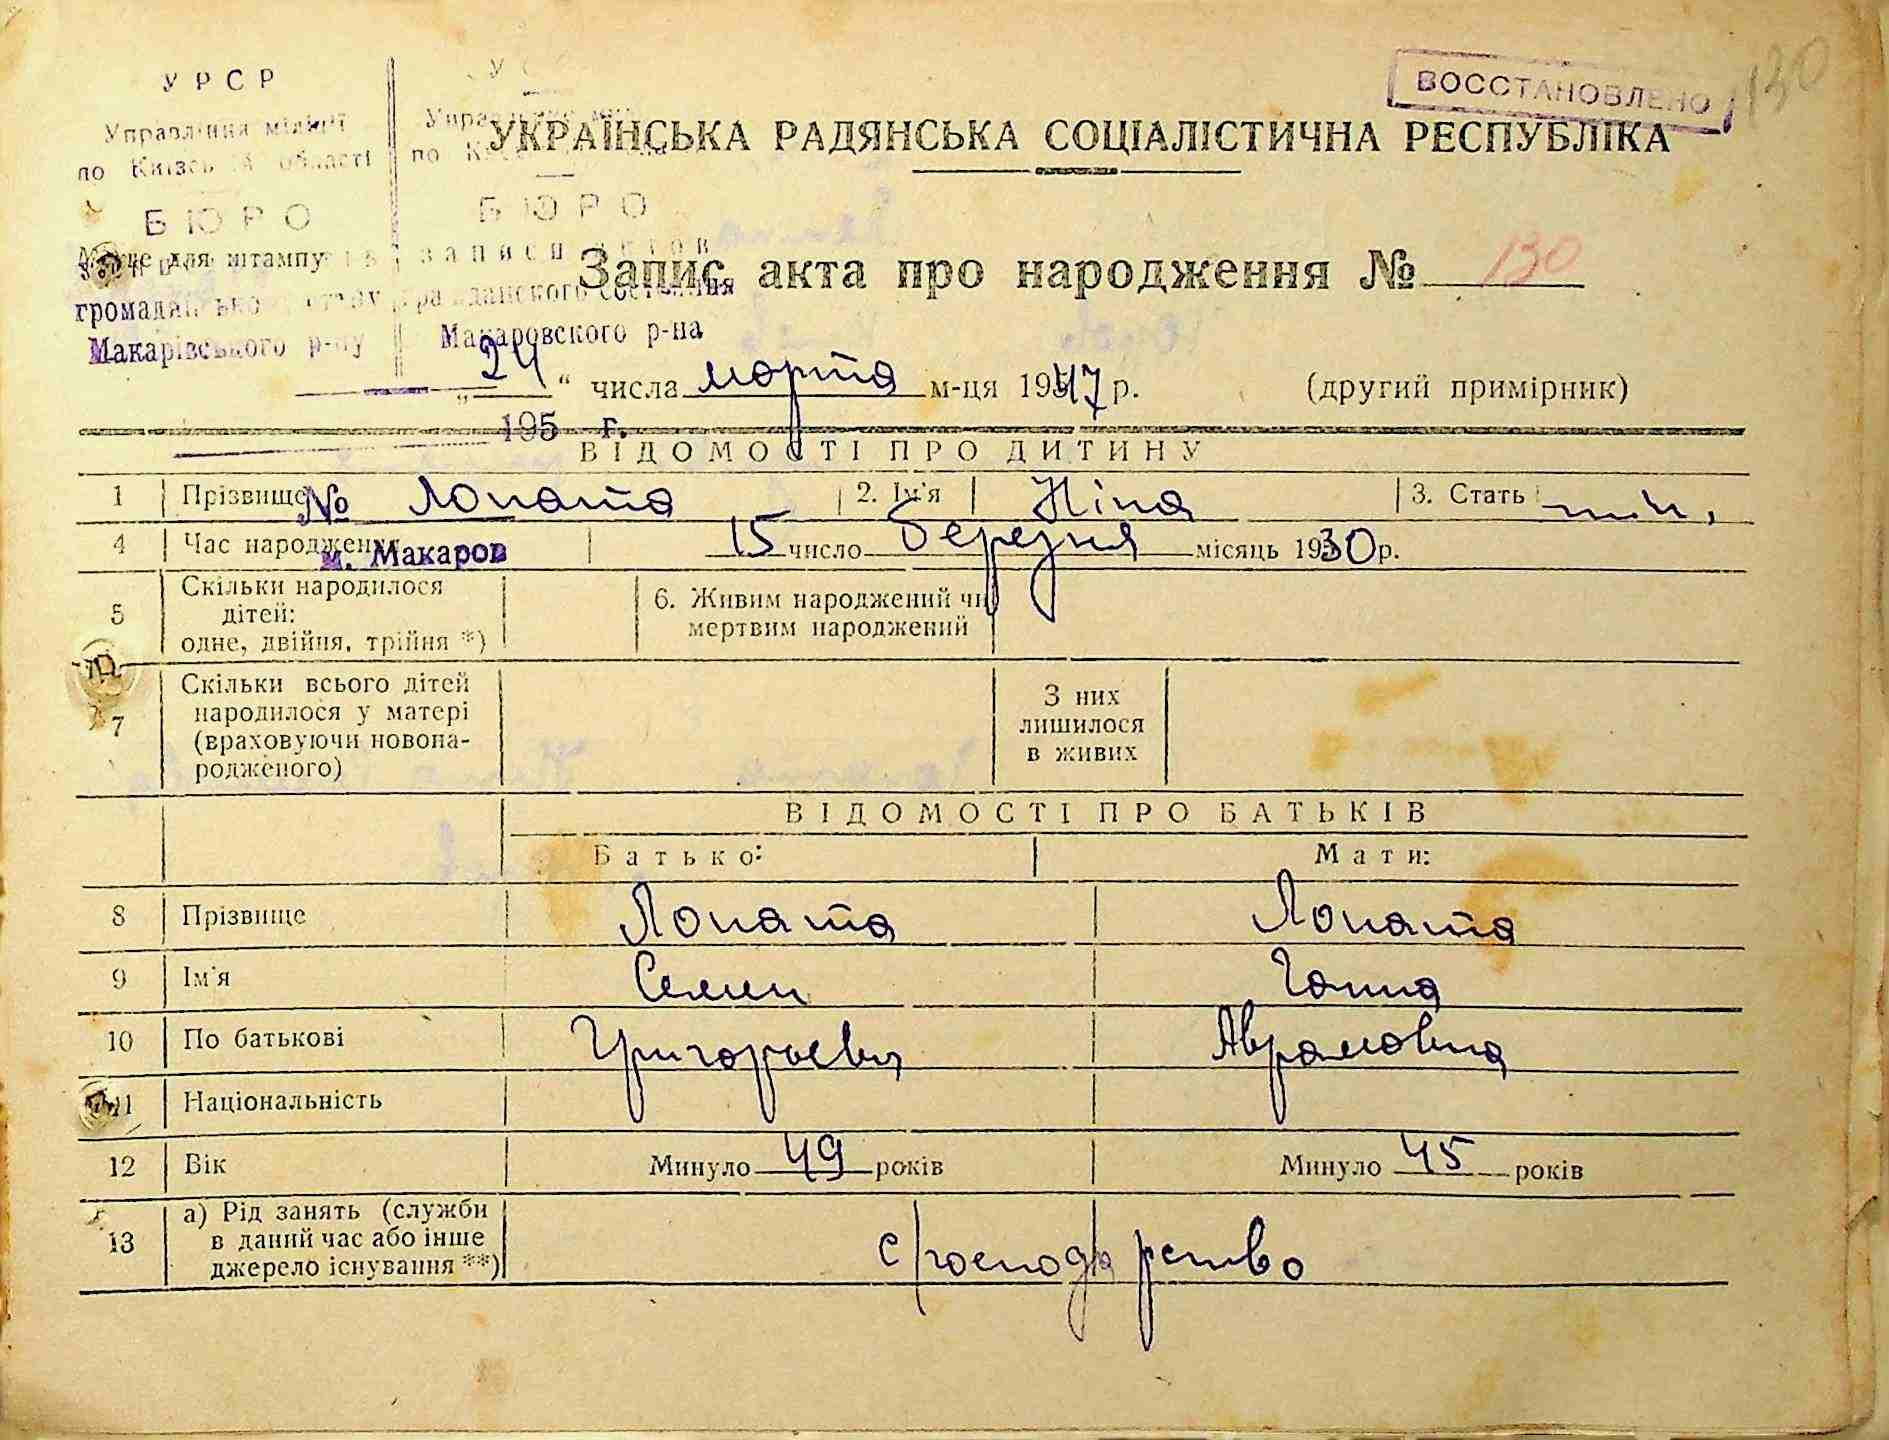 ВОССТАНОВЛЕНО
130
УРСР
Управління міліції
по Київській області
БЮРО
Місце для штампу
громадянського стану
Макарівського р-ну
по
БЮРО
записи актов
гражданского состояния
Макаровского р-на
195 г.
№
м. Макаров
УКРАЇНСЬКА РАДЯНСЬКА СОЦІАЛІСТИЧНА РЕСПУБЛІКА
Запис акта про народження № 130
„24“ числа марта м-ця 1947 р. (другий примірник)
ВІДОМОСТІ ПРО ДИТИНУ
1 Прізвище Лопата 2. Ім'я Ніна 3. Стать
4 Час народження 15 число березня місяць 1930 р.
5 Скільки народилося дітей: одне, двійня, трійня *) 6. Живим народжений чи мертвим народжений
7 Скільки всього дітей народилося у матері (враховуючи новонародженого) З них лишилося в живих
ВІДОМОСТІ ПРО БАТЬКІВ
Батько: Мати:
8 Прізвище Лопата Лопата
9 Ім'я Семен Ганна
10 По батькові Григорьевич Аврамовна
11 Національність
12 Вік Минуло 49 років Минуло 45 років
13 а) Рід занять (служби в даний час або інше джерело існування **) с/господарство